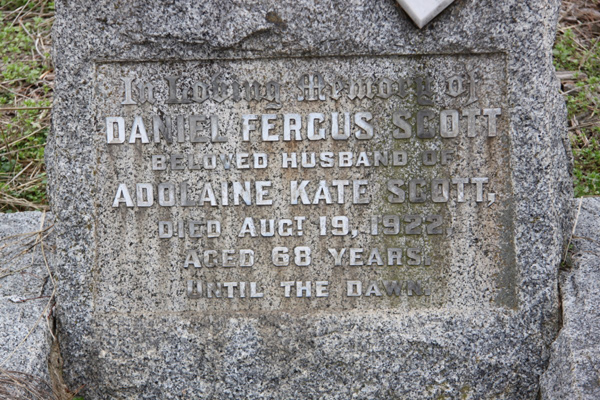 In Loving Memory of
DANIEL FERGUS SCOTT
BELOVED HUSBAND OF
ADOLAINE KATE SCOTT,
DIED AUGT 19, 1922.
AGED 68 YEARS.
UNTIL THE DAWN.